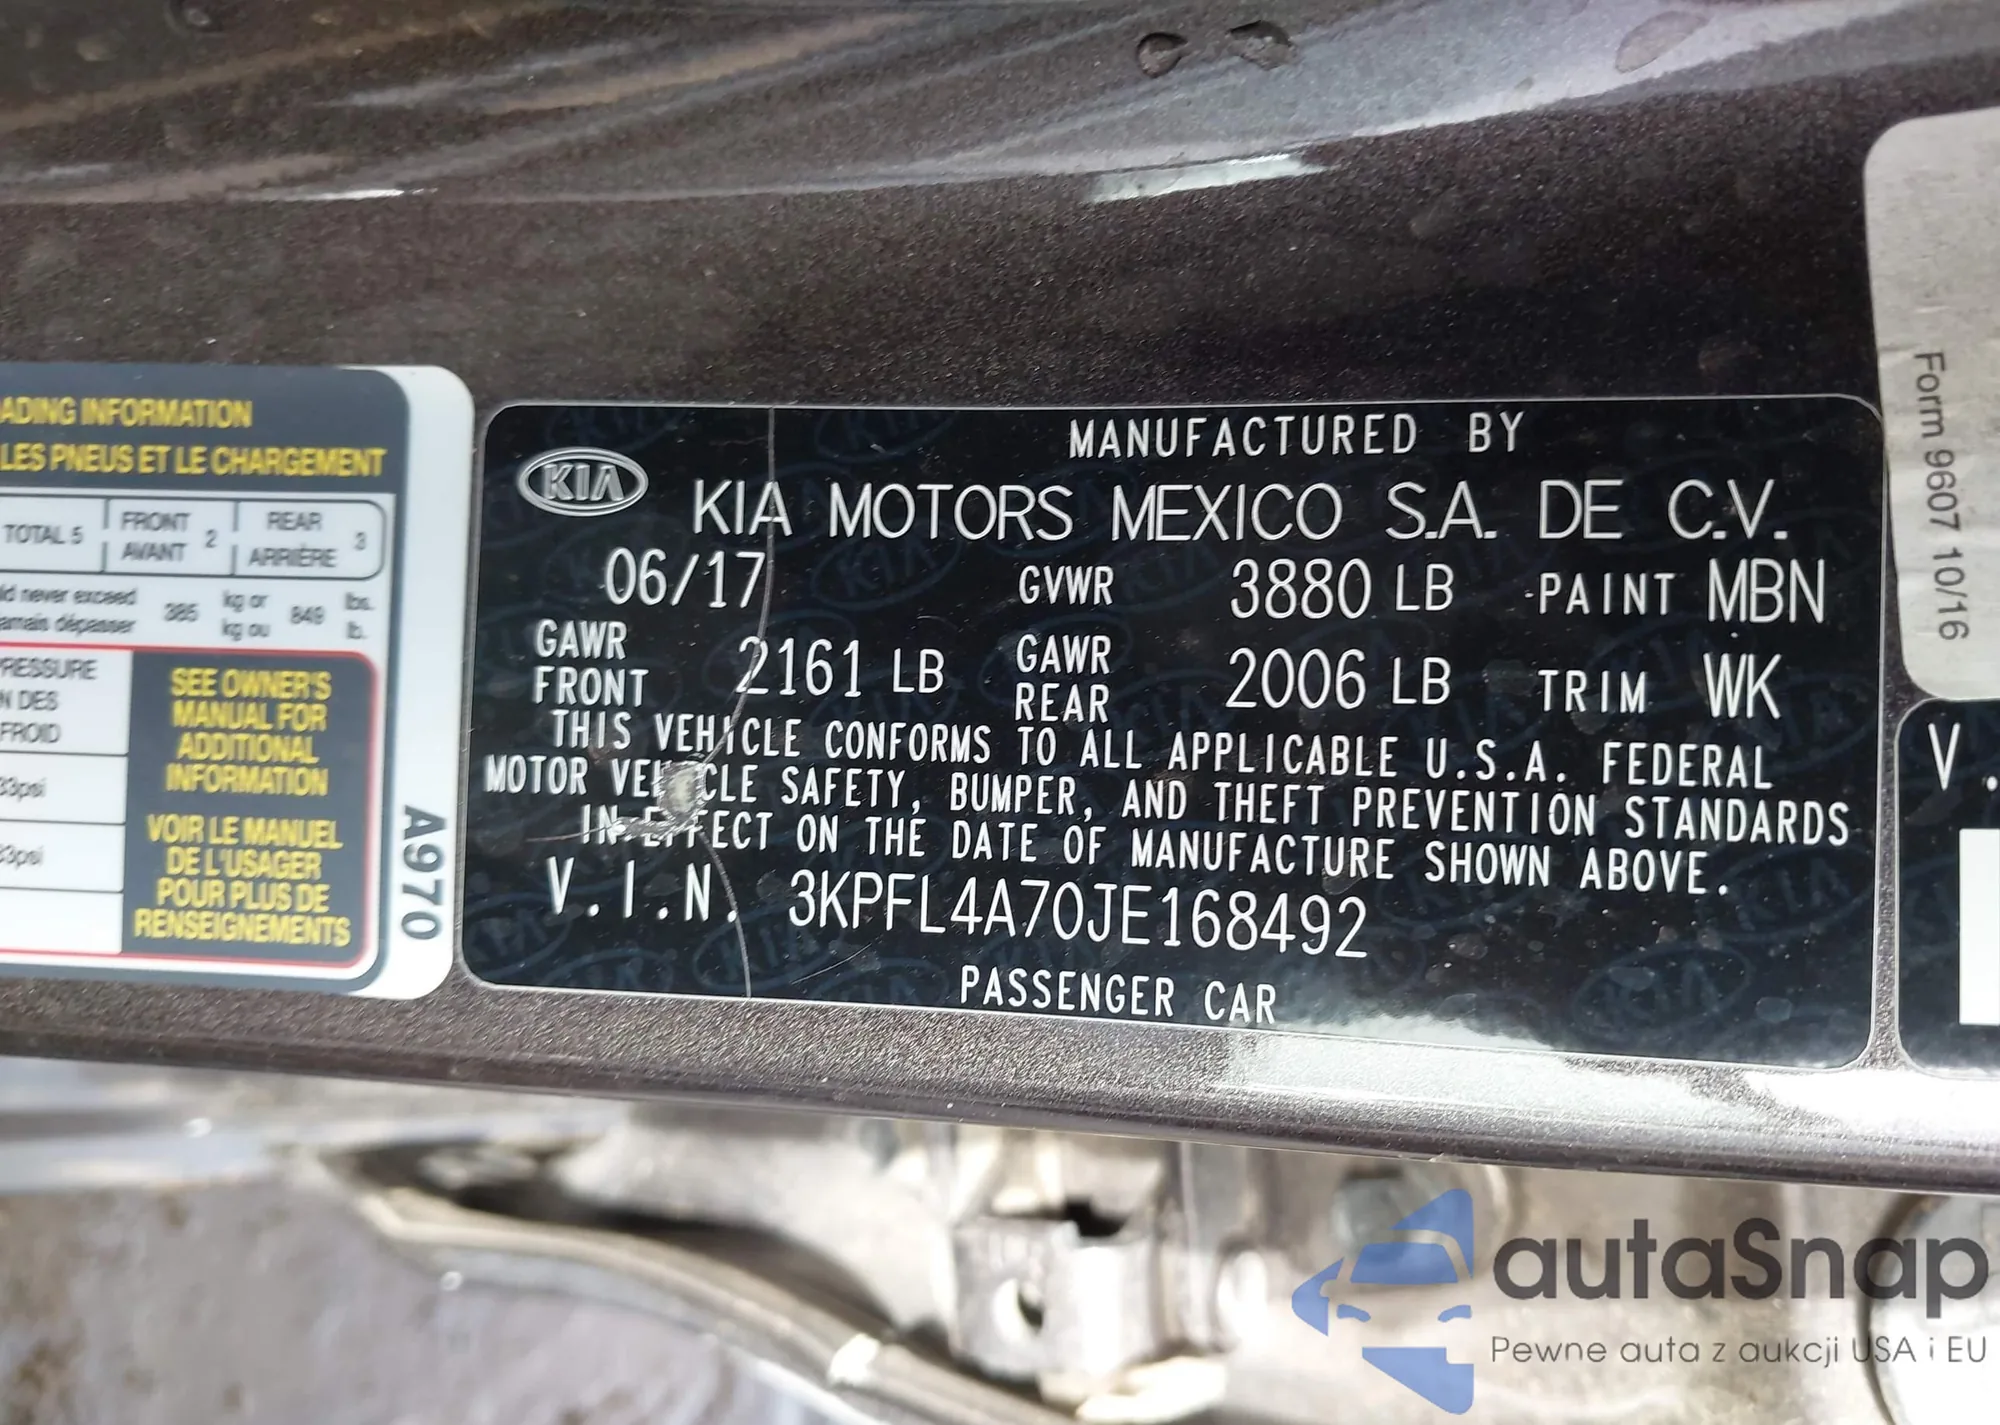 ADING INFORMATION
LES PNEUS ET LE CHARGEMENT
TOTAL 5
FRONT
AVANT
2
REAR
ARRIÈRE
3
ld never exceed
amais dépasser
385
kg or
kg ou
849
lbs.
lb.
PRESSURE
N DES
FROID
33psi
33psi
SEE OWNER'S
MANUAL FOR
ADDITIONAL
INFORMATION
VOIR LE MANUEL
DE L'USAGER
POUR PLUS DE
RENSEIGNEMENTS
A970
KIA
MANUFACTURED BY
KIA MOTORS MEXICO S.A. DE C.V.
06/17 GVWR 3880 LB PAINT MBN
GAWR FRONT 2161 LB GAWR REAR 2006 LB TRIM WK
THIS VEHICLE CONFORMS TO ALL APPLICABLE U.S.A. FEDERAL
MOTOR VEHICLE SAFETY, BUMPER, AND THEFT PREVENTION STANDARDS
IN EFFECT ON THE DATE OF MANUFACTURE SHOWN ABOVE.
V.I.N. 3KPFL4A70JE168492
PASSENGER CAR
Form 9607 10/16
V.
autaSnap
Pewne auta z aukcji USA i EU